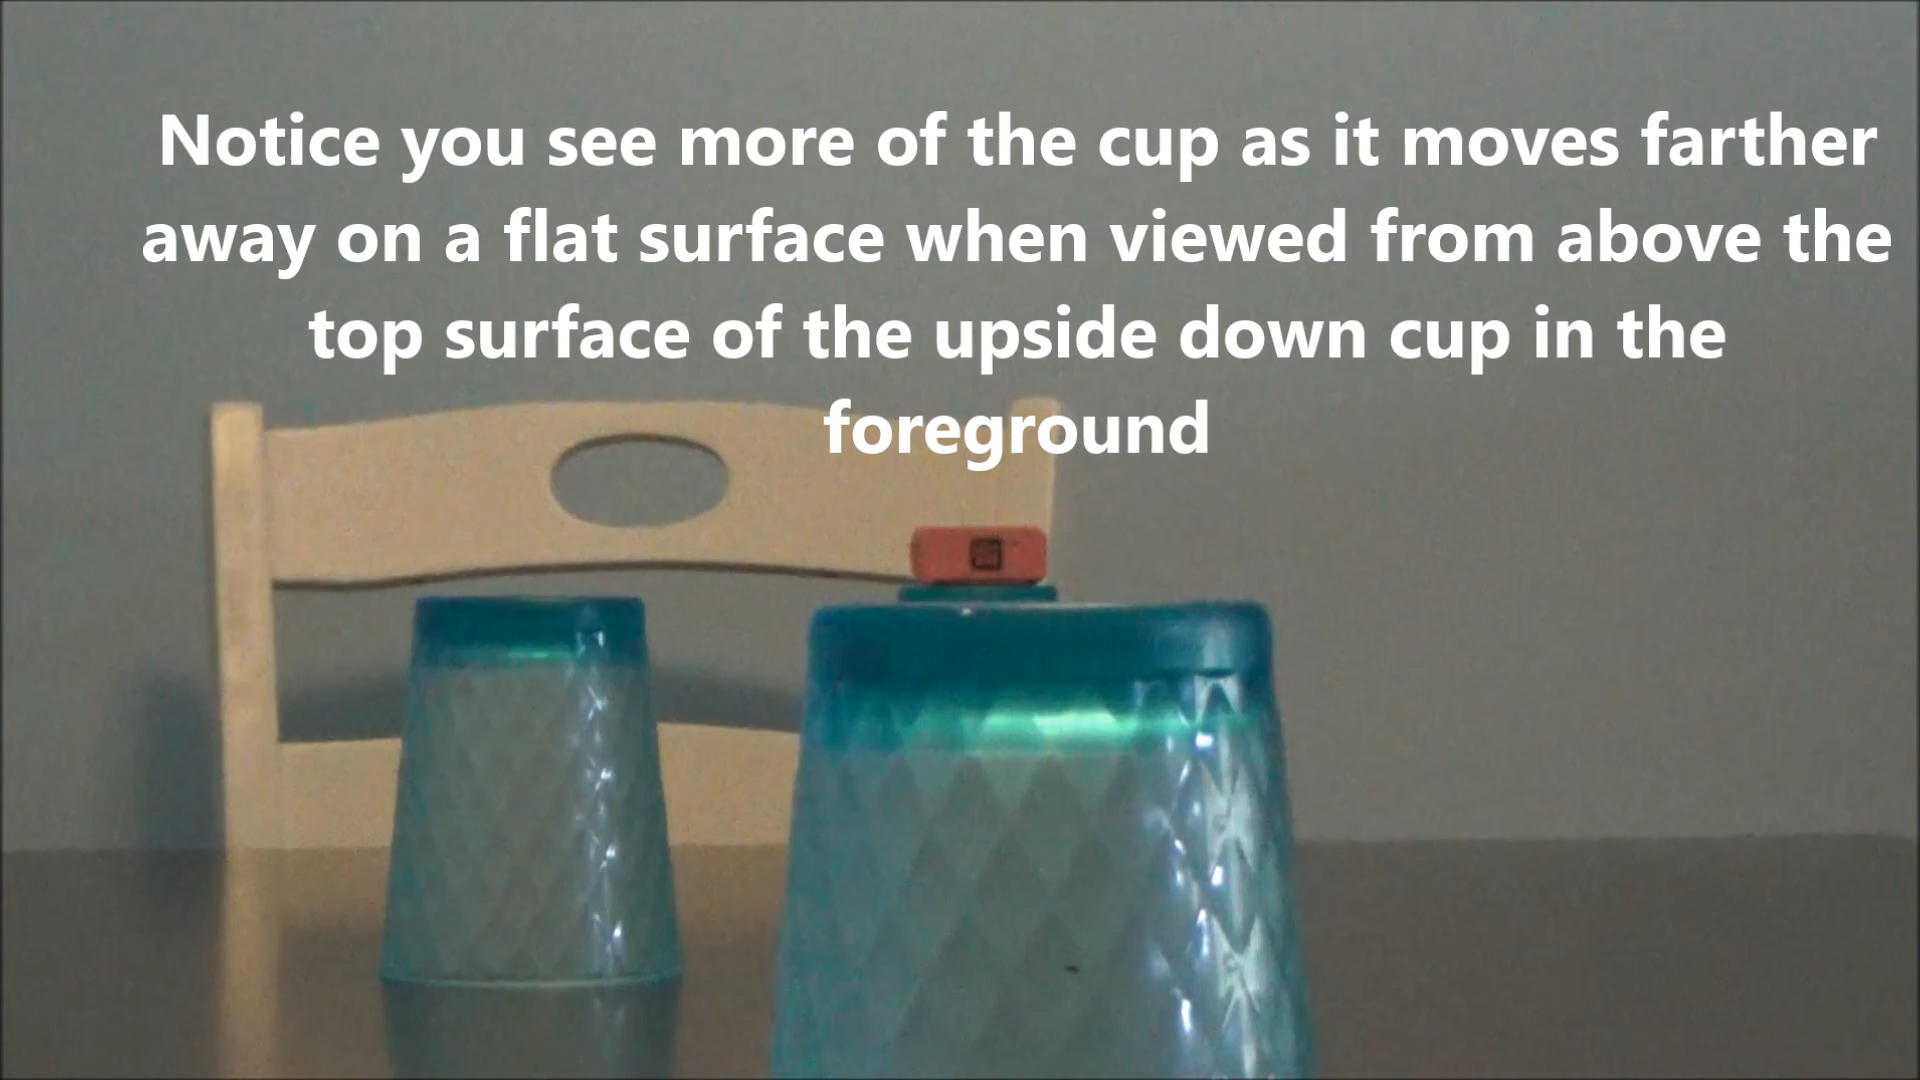 Notice you see more of the cup as it moves farther
away on a flat surface when viewed from above the
top surface of the upside down cup in the
foreground